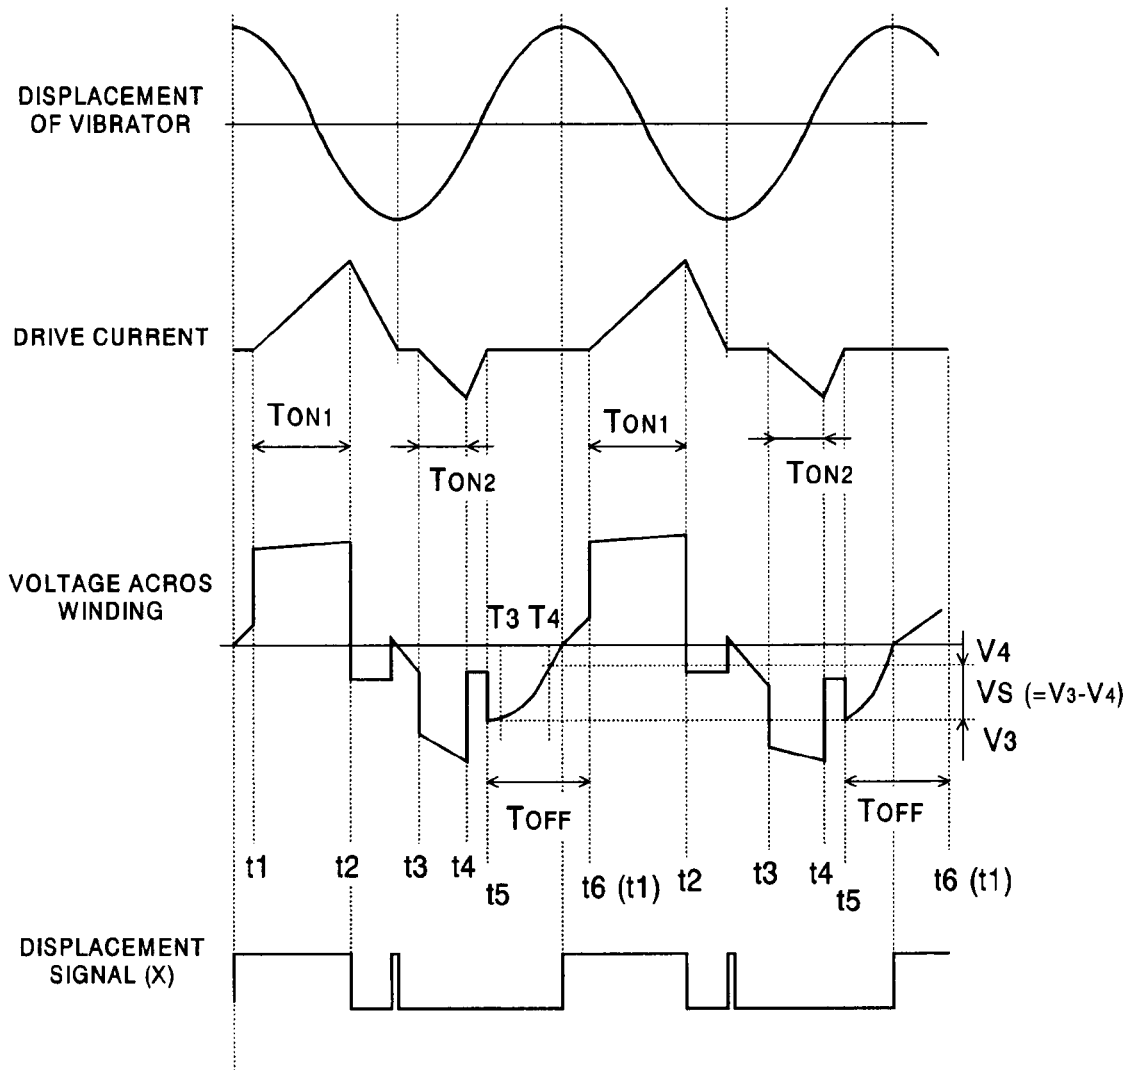 DISPLACEMENT
OF VIBRATOR
DRIVE CURRENT
TON1
TON1
TON2
TON2
VOLTAGE ACROS
WINDING
T3 T4
V4
VS (=V3-V4)
V3
TOFF
TOFF
t1
t2
t3
t4
t5
t6 (t1)
t2
t3
t4
t5
t6 (t1)
DISPLACEMENT
SIGNAL (X)